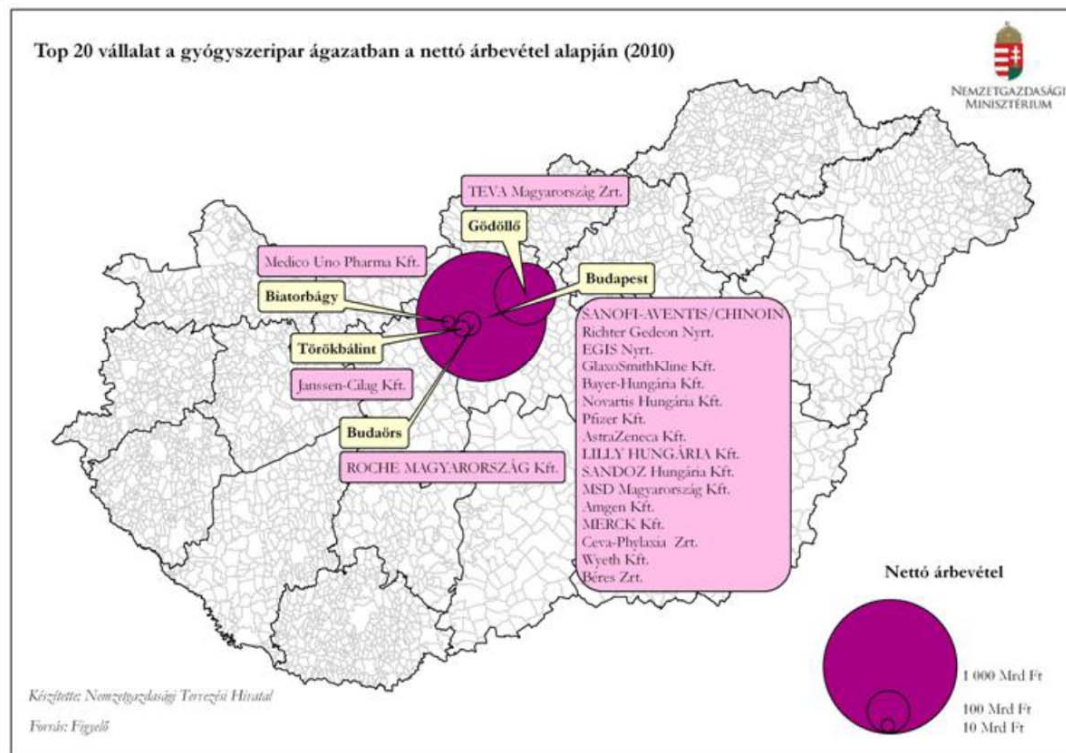 Top 20 vállalat a gyógyszeripar ágazatban a nettó árbevétel alapján (2010)
NEMZETGAZDASÁGI
MINISZTÉRIUM
TEVA Magyarország Zrt.
Gödöllő
Medico Uno Pharma Kft.
Biatorbágy
Budapest
SANOFI-AVENTIS/CHINOIN
Richter Gedeon Nyrt.
EGIS Nyrt.
GlaxoSmithKline Kft.
Bayer-Hungária Kft.
Novartis Hungária Kft.
Pfizer Kft.
AstraZeneca Kft.
LILLY HUNGÁRIA Kft.
SANDOZ Hungária Kft.
MSD Magyarország Kft.
Amgen Kft.
MERCK Kft.
Ceva-Phylaxia Zrt.
Wyeth Kft.
Béres Zrt.
Törökbálint
Janssen-Cilag Kft.
Budaörs
ROCHE MAGYARORSZÁG Kft.
Nettó árbevétel
1 000 Mrd Ft
100 Mrd Ft
10 Mrd Ft
Készítette: Nemzetgazdasági Tervezési Hivatal
Forrás: Figyelő